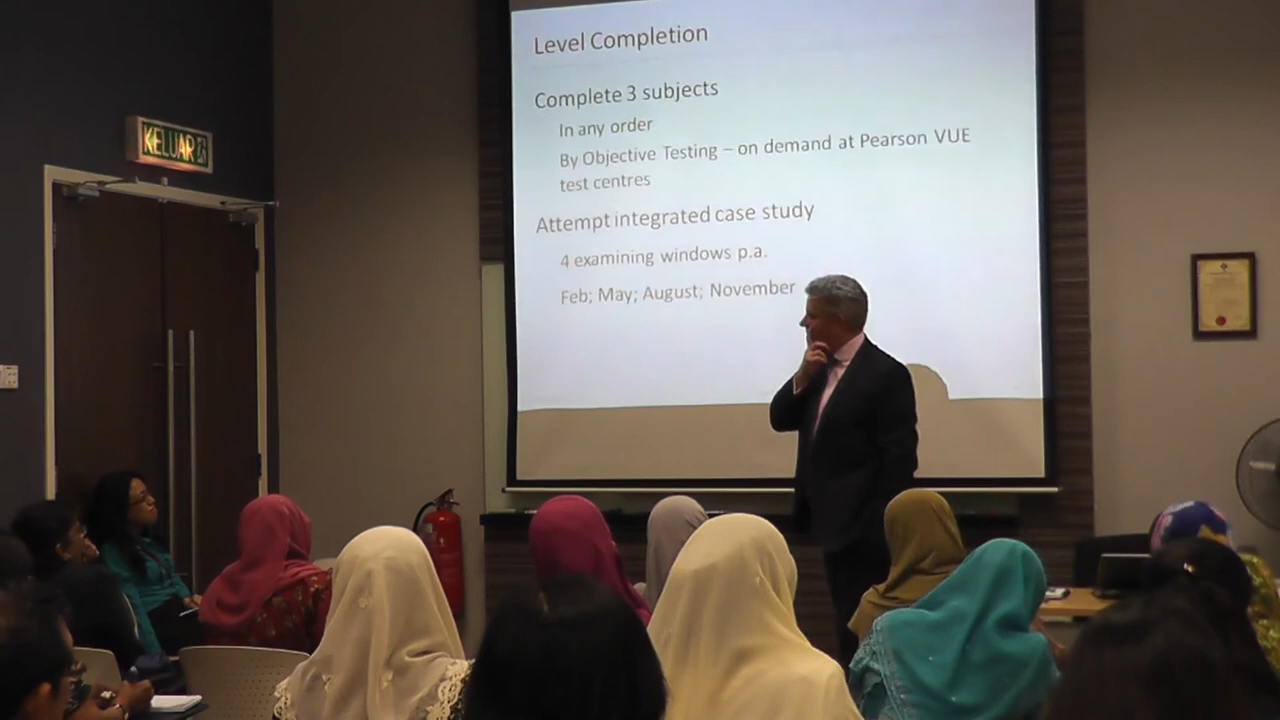 KELUAR
Level Completion
Complete 3 subjects
In any order
By Objective Testing – on demand at Pearson VUE
test centres
Attempt integrated case study
4 examining windows p.a.
Feb; May; August; November